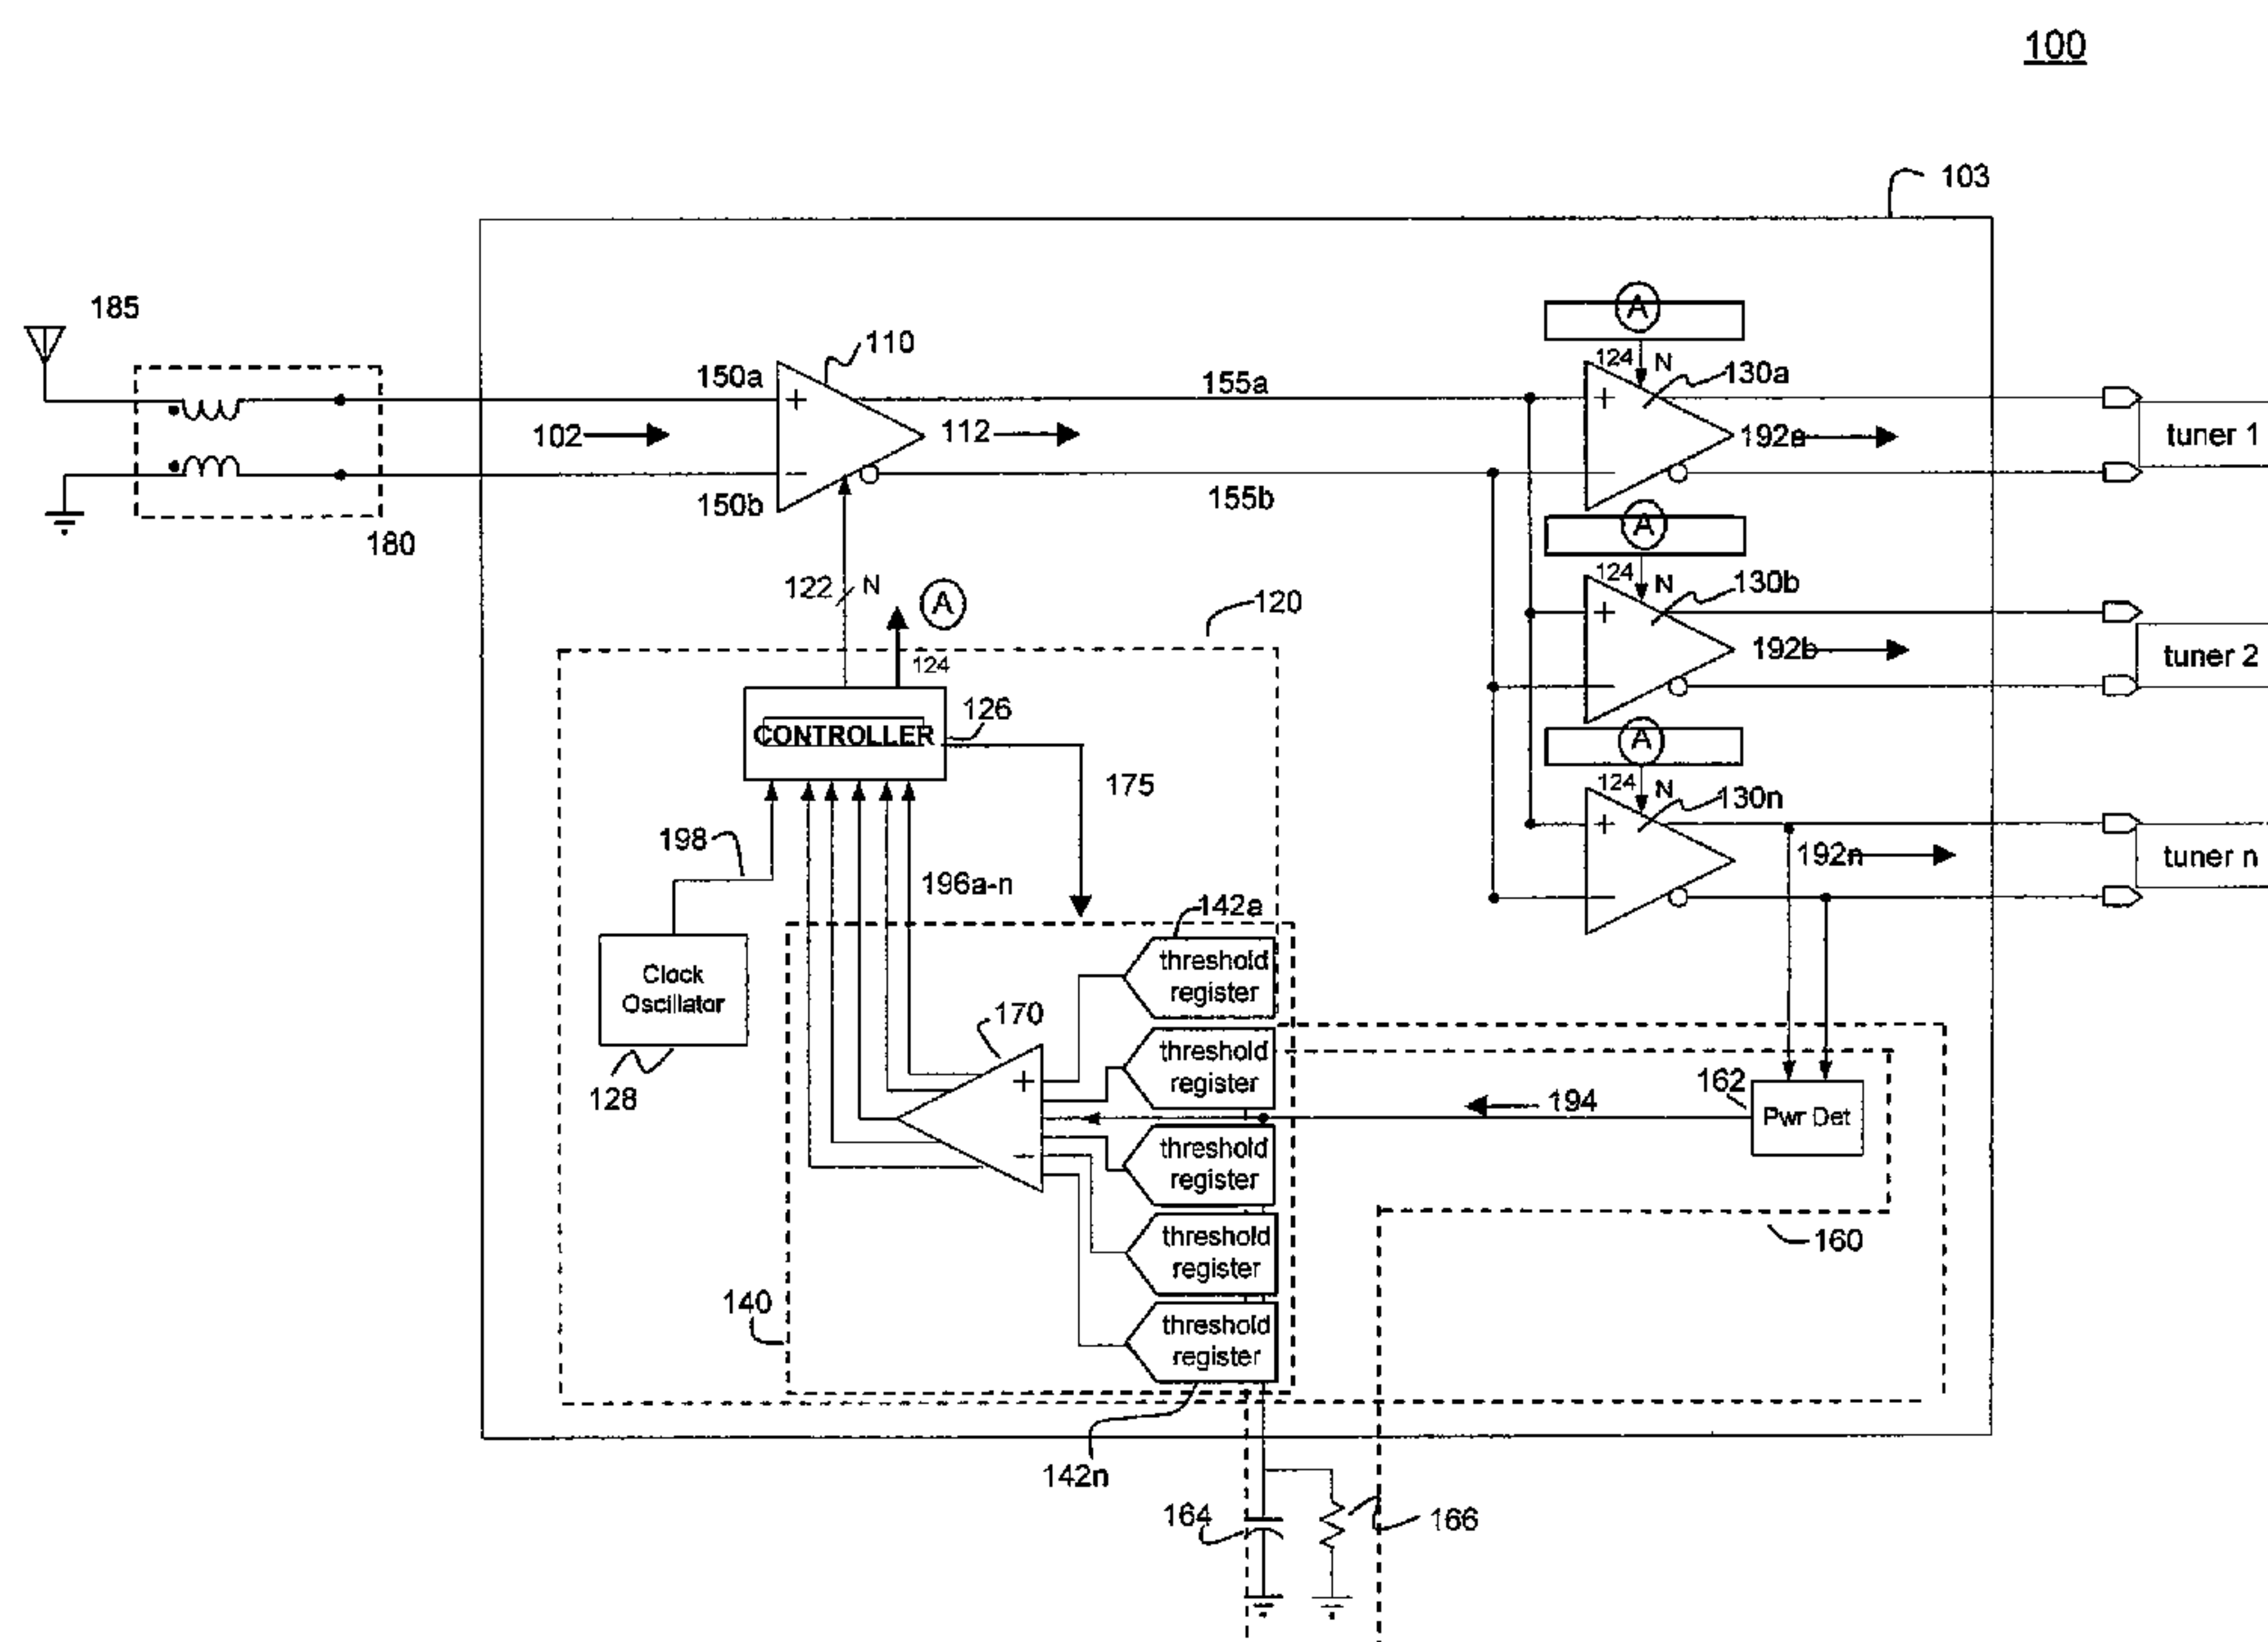 100
103
185
180
102
150a
150b
+
−
110
112
155a
155b
A
124 N
+
−
130a
192a
tuner 1
A
124 N
+
−
130b
192b
tuner 2
A
124 N
+
−
130n
192n
tuner n
122 N
A
124
120
CONTROLLER
126
175
198
196a-n
Clock
Oscillator
128
170
+
−
142a
threshold
register
threshold
register
threshold
register
threshold
register
threshold
register
142n
140
194
162
Pwr Det
160
164
166